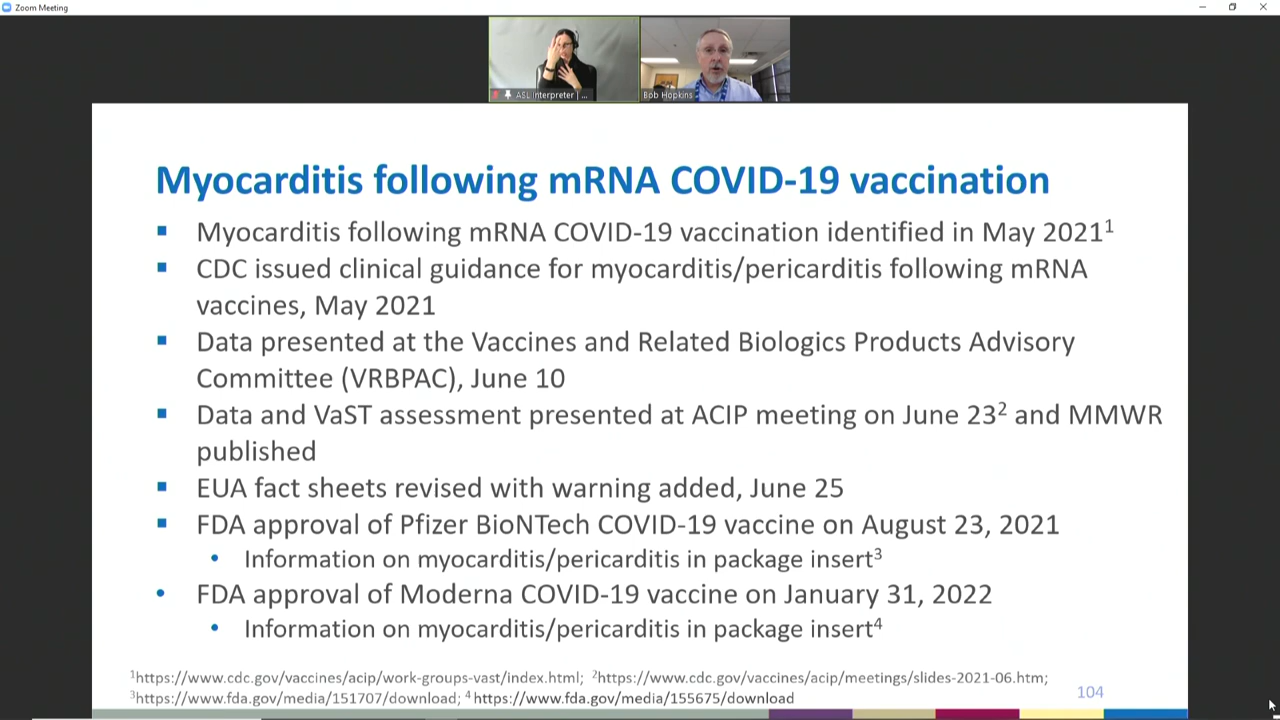 Zoom Meeting
ASL Interpreter | ...
Bob Hopkins
Myocarditis following mRNA COVID-19 vaccination
▪ Myocarditis following mRNA COVID-19 vaccination identified in May 2021¹
▪ CDC issued clinical guidance for myocarditis/pericarditis following mRNA
vaccines, May 2021
▪ Data presented at the Vaccines and Related Biologics Products Advisory
Committee (VRBPAC), June 10
▪ Data and VaST assessment presented at ACIP meeting on June 23² and MMWR
published
▪ EUA fact sheets revised with warning added, June 25
▪ FDA approval of Pfizer BioNTech COVID-19 vaccine on August 23, 2021
• Information on myocarditis/pericarditis in package insert³
• FDA approval of Moderna COVID-19 vaccine on January 31, 2022
• Information on myocarditis/pericarditis in package insert⁴
¹https://www.cdc.gov/vaccines/acip/work-groups-vast/index.html; ²https://www.cdc.gov/vaccines/acip/meetings/slides-2021-06.htm;
³https://www.fda.gov/media/151707/download; ⁴ https://www.fda.gov/media/155675/download
104